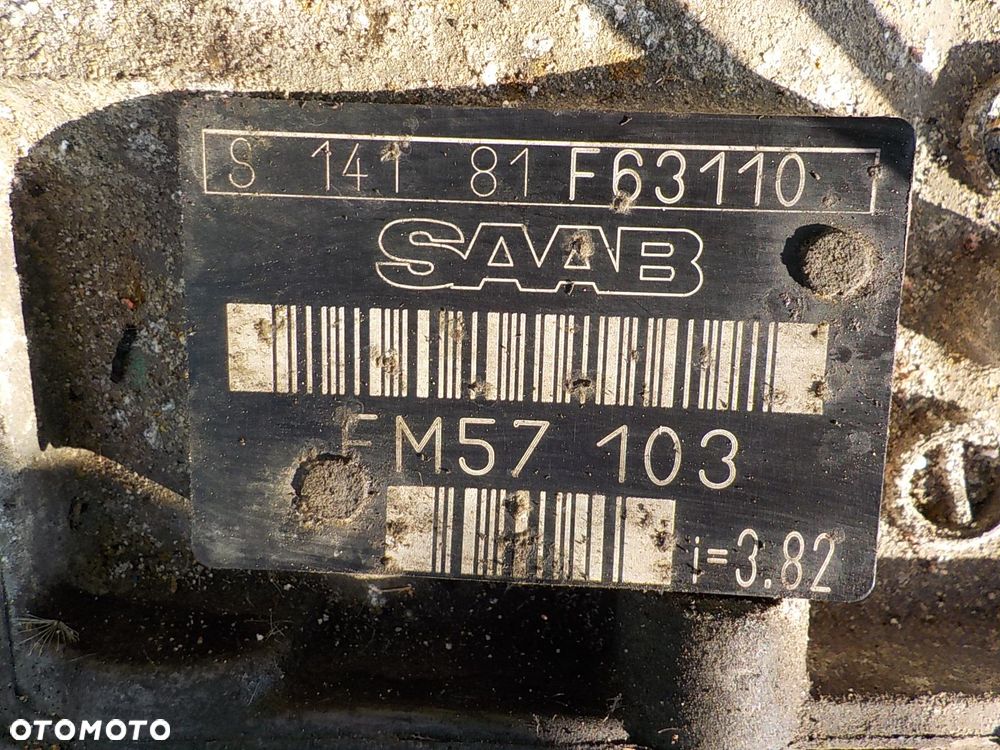 S 141 81 F63110
SAAB
FM57 103
i=3.82
OTOMOTO